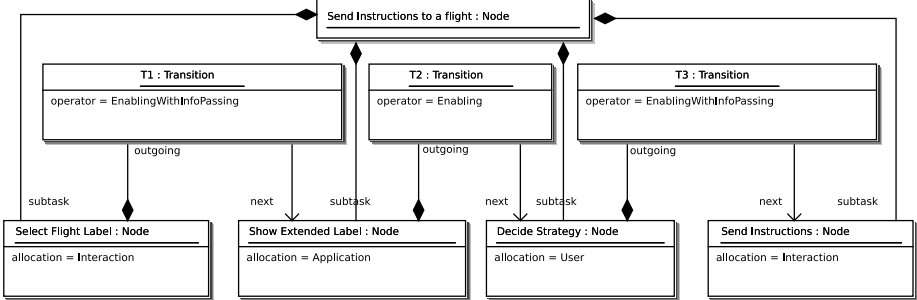 Send Instructions to a flight : Node
T1 : Transition
operator = EnablingWithInfoPassing
T2 : Transition
operator = Enabling
T3 : Transition
operator = EnablingWithInfoPassing
outgoing
outgoing
outgoing
subtask
next
subtask
next
subtask
next
subtask
Select Flight Label : Node
allocation = Interaction
Show Extended Label : Node
allocation = Application
Decide Strategy : Node
allocation = User
Send Instructions : Node
allocation = Interaction